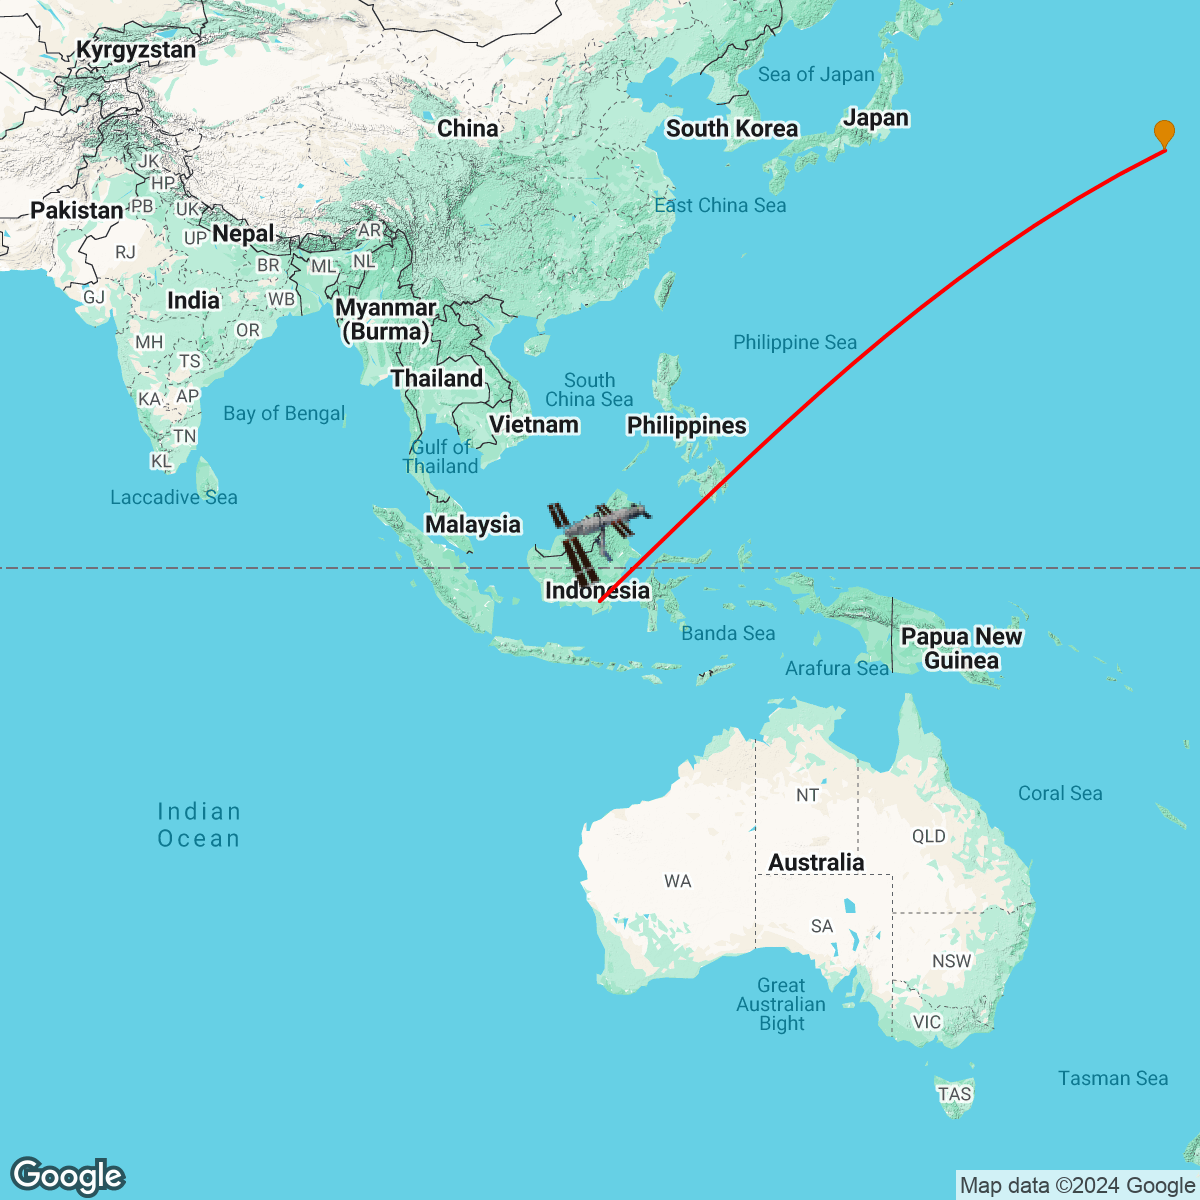 Kyrgyzstan
Sea of Japan
Japan
China
South Korea
JK
HP
Pakistan
PB
UK
East China Sea
Nepal
AR
UP
RJ
NL
BR
ML
GJ
India
WB
Myanmar
(Burma)
OR
MH
Philippine Sea
TS
Thailand
South
China Sea
KA
AP
Bay of Bengal
Vietnam
Philippines
TN
Gulf of
Thailand
KL
Laccadive Sea
Malaysia
Indonesia
Banda Sea
Papua New
Guinea
Arafura Sea
NT
Coral Sea
Indian
Ocean
QLD
Australia
WA
SA
NSW
Great
Australian
Bight
VIC
Tasman Sea
TAS
Google
Map data ©2024 Google